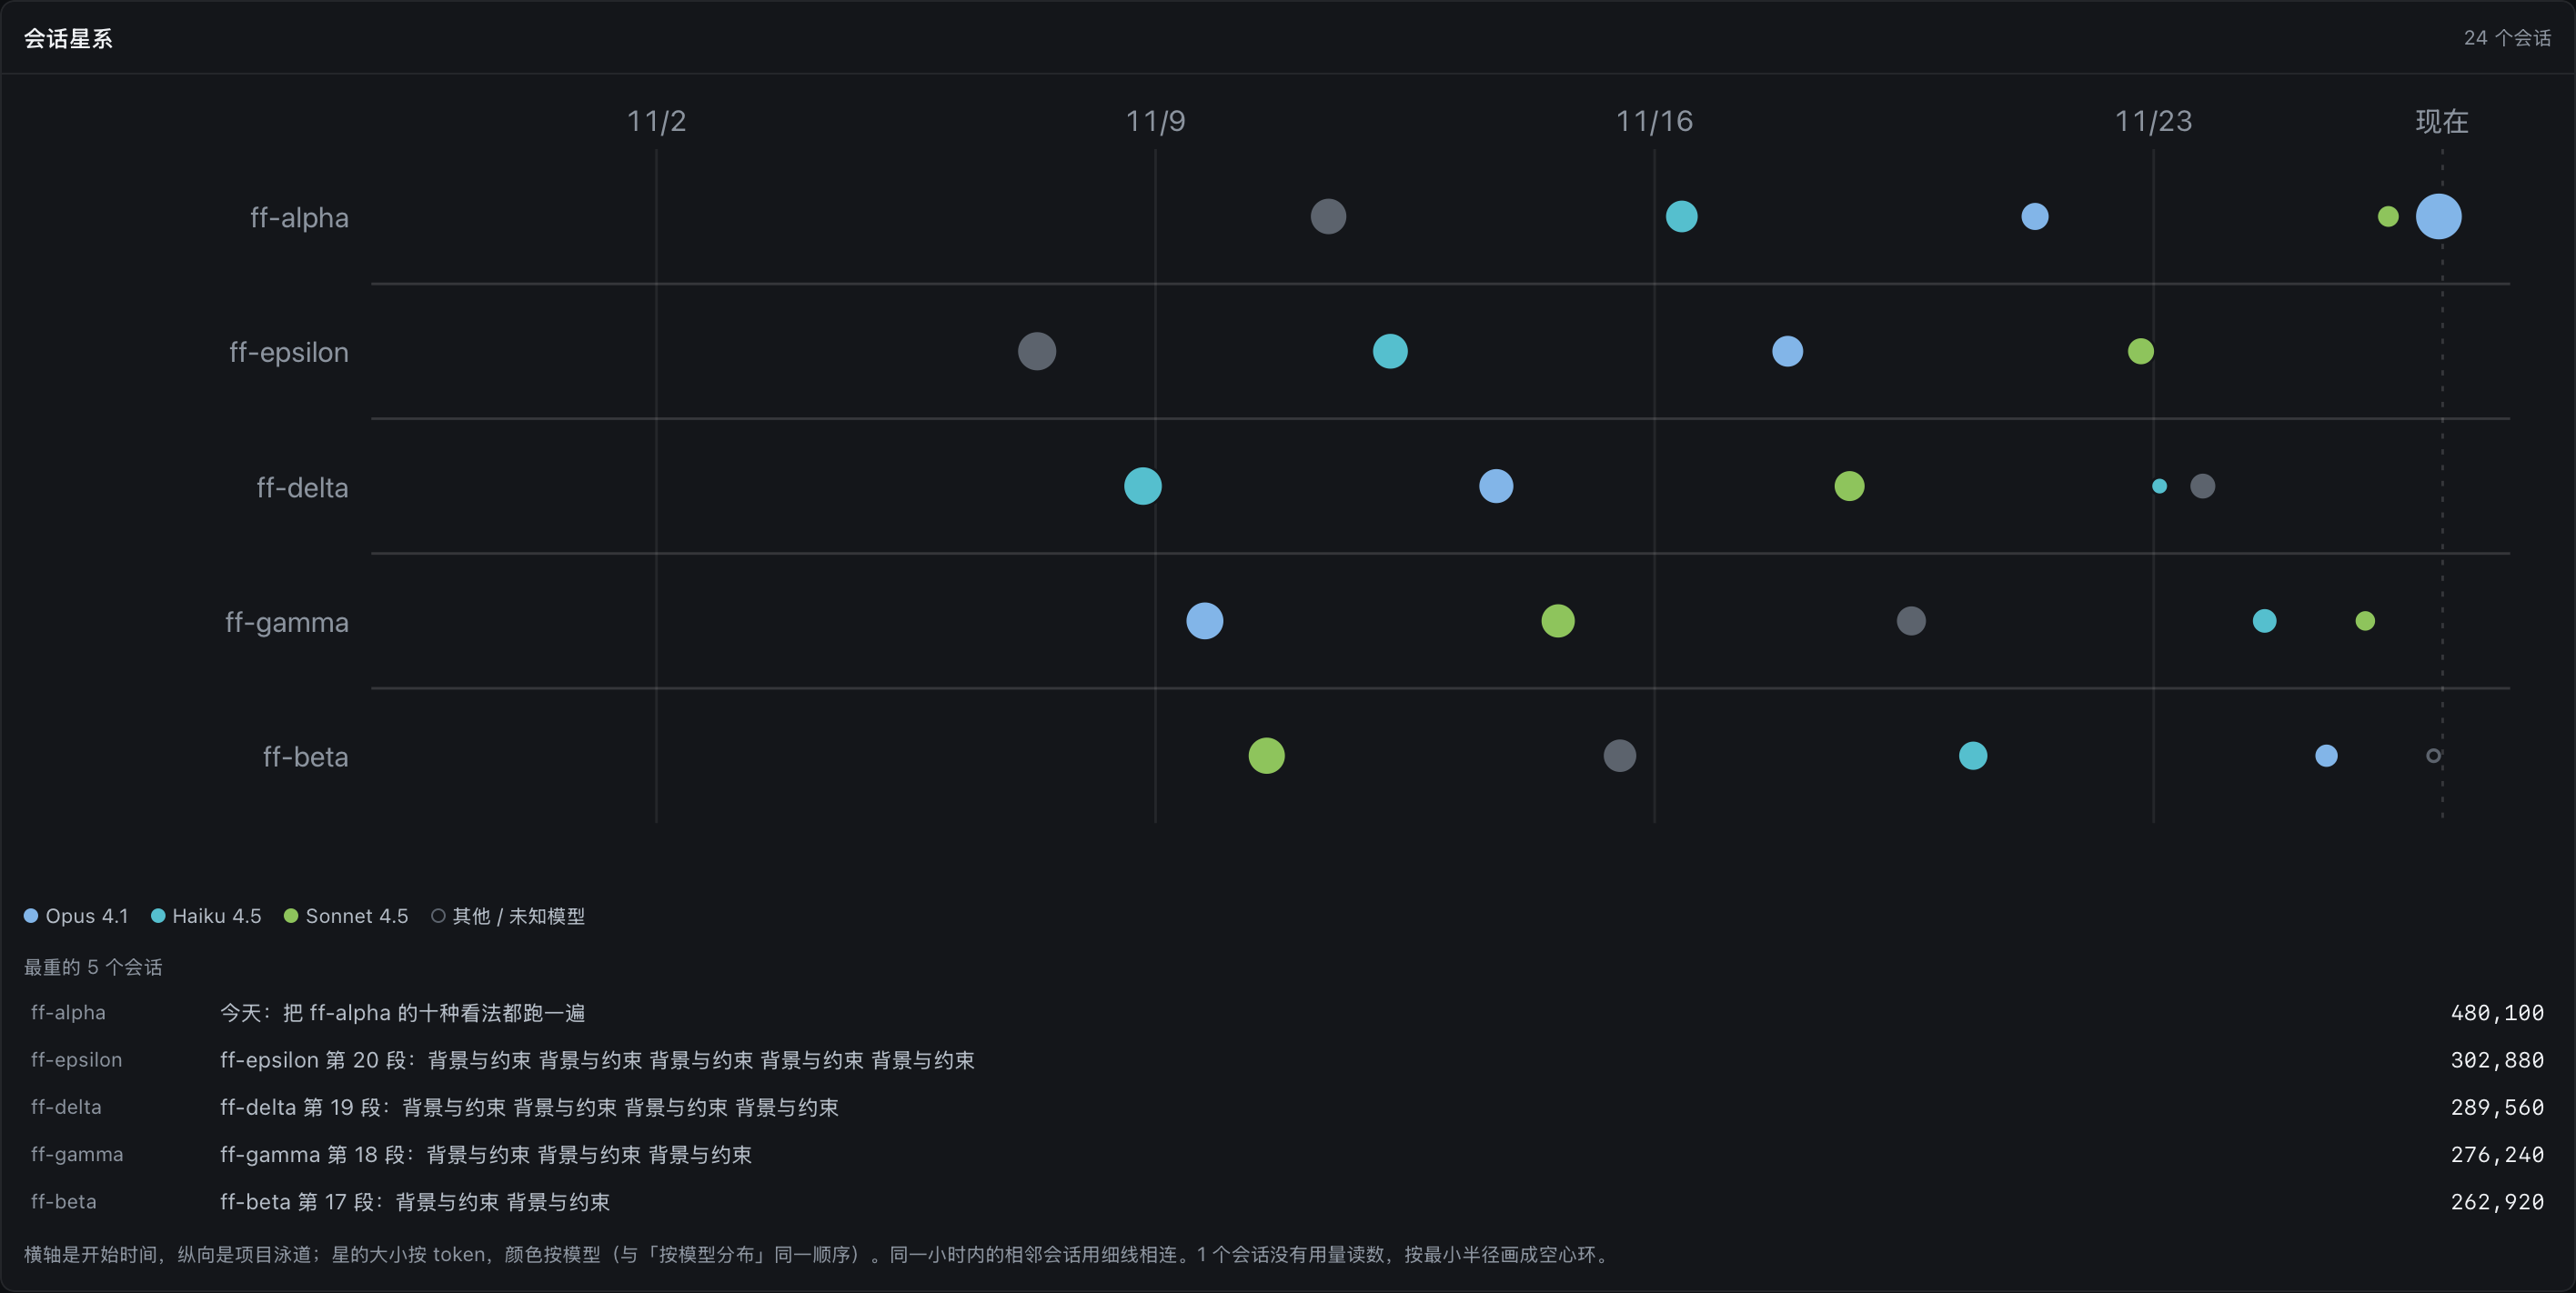 会话星系
24 个会话
11/2 11/9 11/16 11/23 现在
ff-alpha
ff-epsilon
ff-delta
ff-gamma
ff-beta
Opus 4.1 Haiku 4.5 Sonnet 4.5 其他 / 未知模型
最重的 5 个会话
ff-alpha 今天：把 ff-alpha 的十种看法都跑一遍 480,100
ff-epsilon ff-epsilon 第 20 段：背景与约束 背景与约束 背景与约束 背景与约束 背景与约束 302,880
ff-delta ff-delta 第 19 段：背景与约束 背景与约束 背景与约束 背景与约束 289,560
ff-gamma ff-gamma 第 18 段：背景与约束 背景与约束 背景与约束 276,240
ff-beta ff-beta 第 17 段：背景与约束 背景与约束 262,920
横轴是开始时间，纵向是项目泳道；星的大小按 token，颜色按模型（与「按模型分布」同一顺序）。同一小时内的相邻会话用细线相连。1 个会话没有用量读数，按最小半径画成空心环。